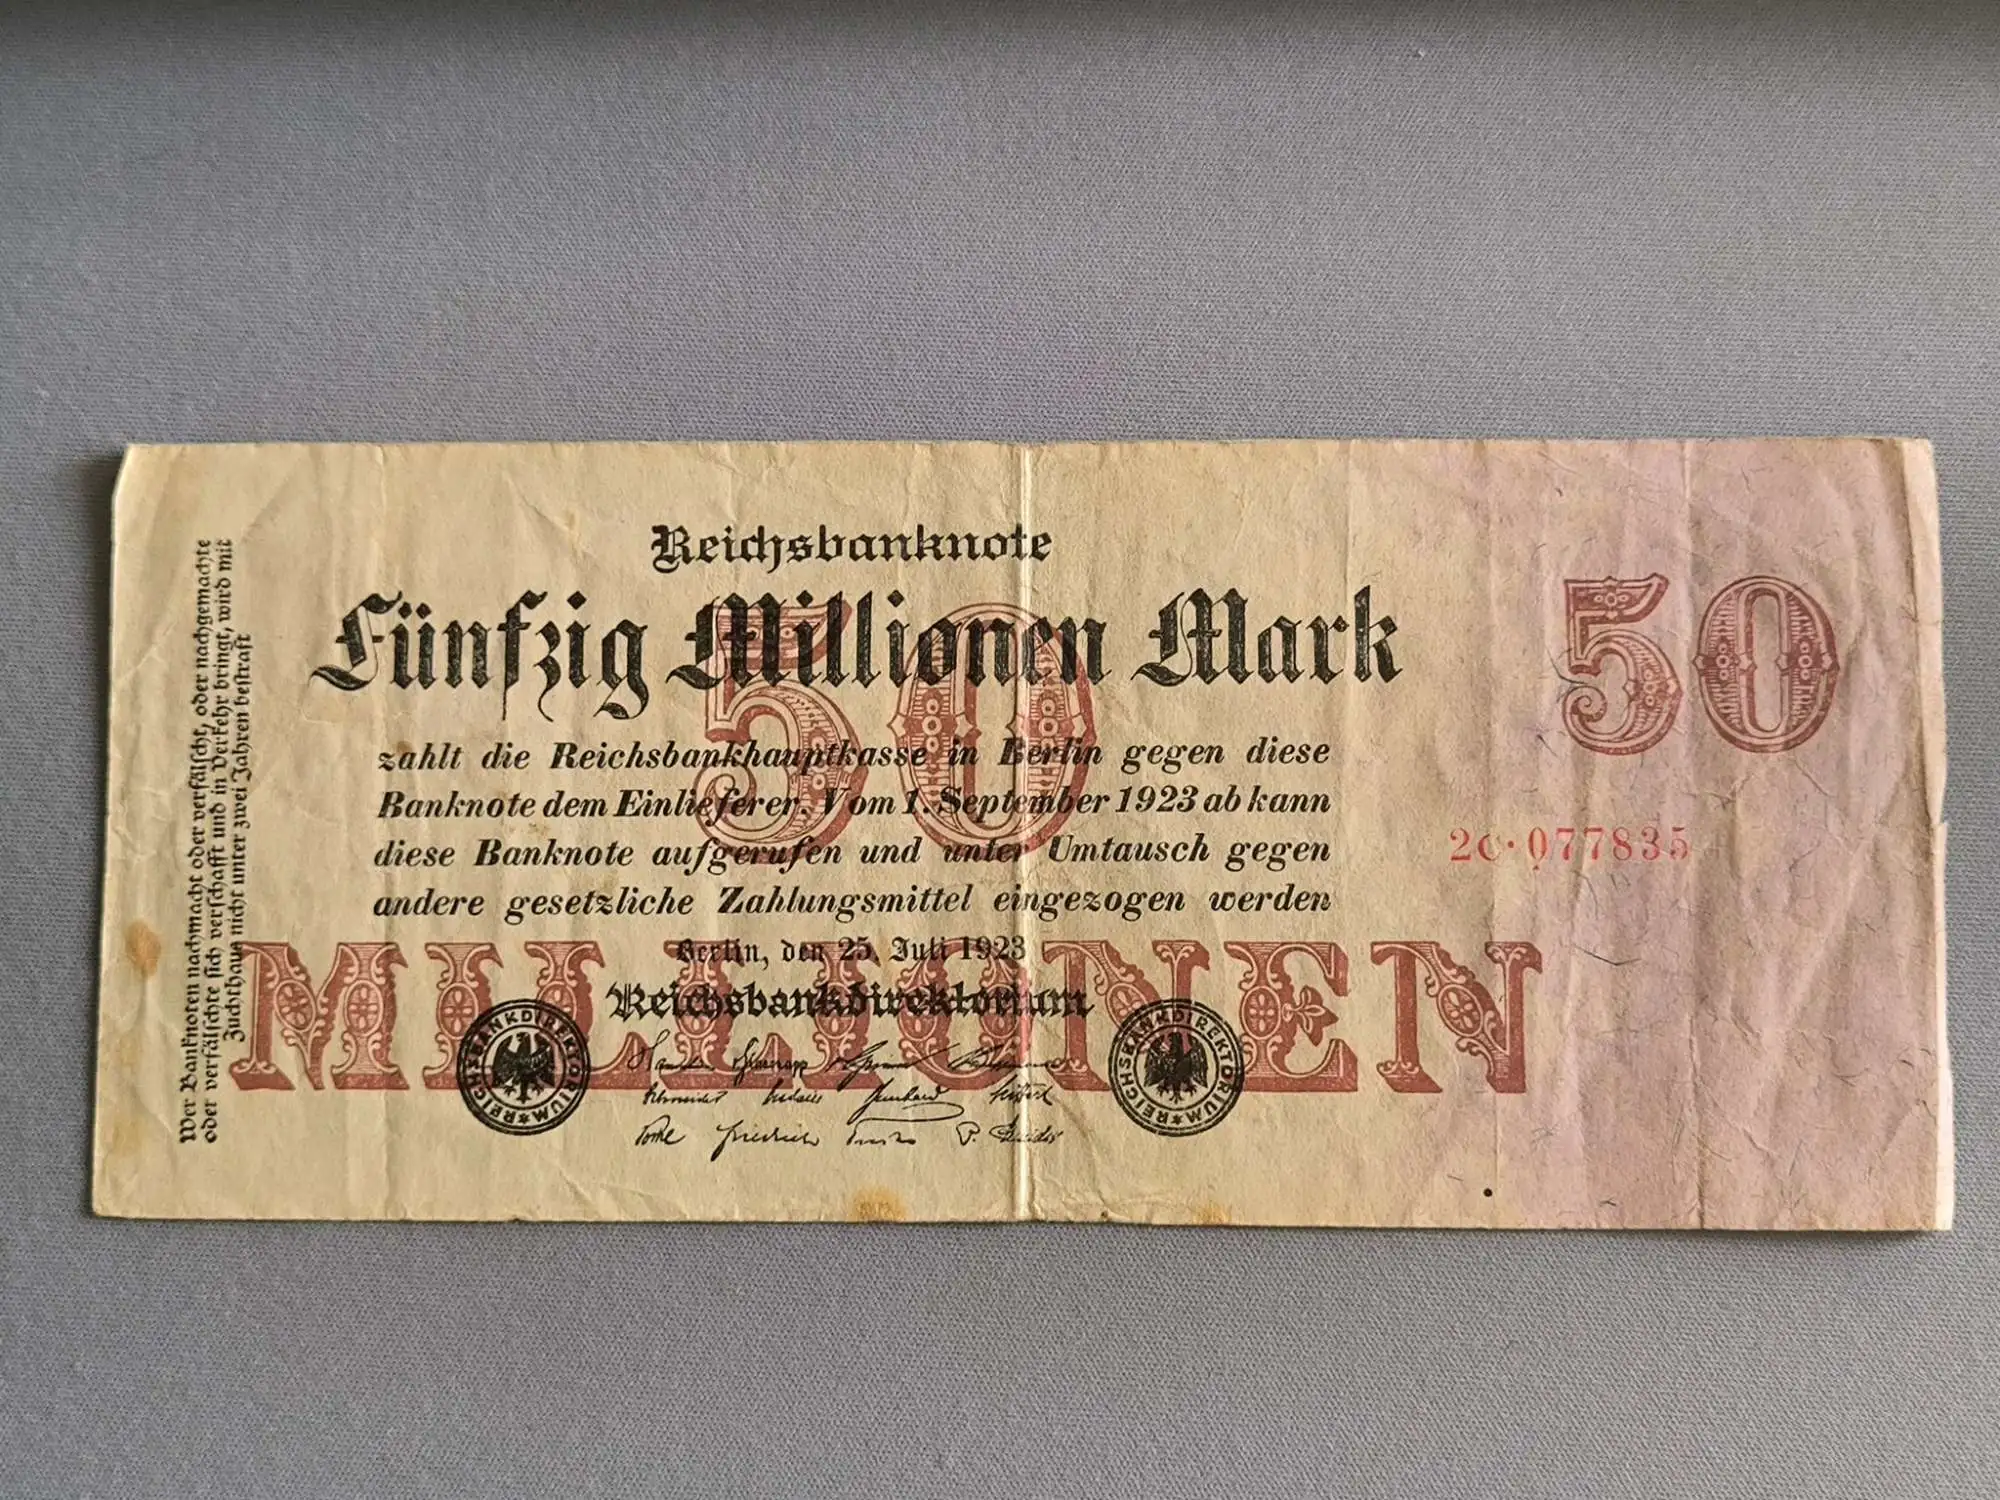 Reichsbanknote
Fünfzig Millionen Mark
50
zahlt die Reichsbankhauptkasse in Berlin gegen diese
Banknote dem Einlieferer. Vom 1. September 1923 ab kann
diese Banknote aufgerufen und unter Umtausch gegen
andere gesetzliche Zahlungsmittel eingezogen werden
Berlin, den 25. Juli 1923
Reichsbankdirektorium
MILLIONEN
REICHSBANKDIREKTORIUM
REICHSBANKDIREKTORIUM
50
2C·077835
Wer Banknoten nachmacht oder verfälscht, oder nachgemachte
oder verfälschte sich verschafft und in Verkehr bringt, wird mit
Zuchthaus nicht unter zwei Jahren bestraft